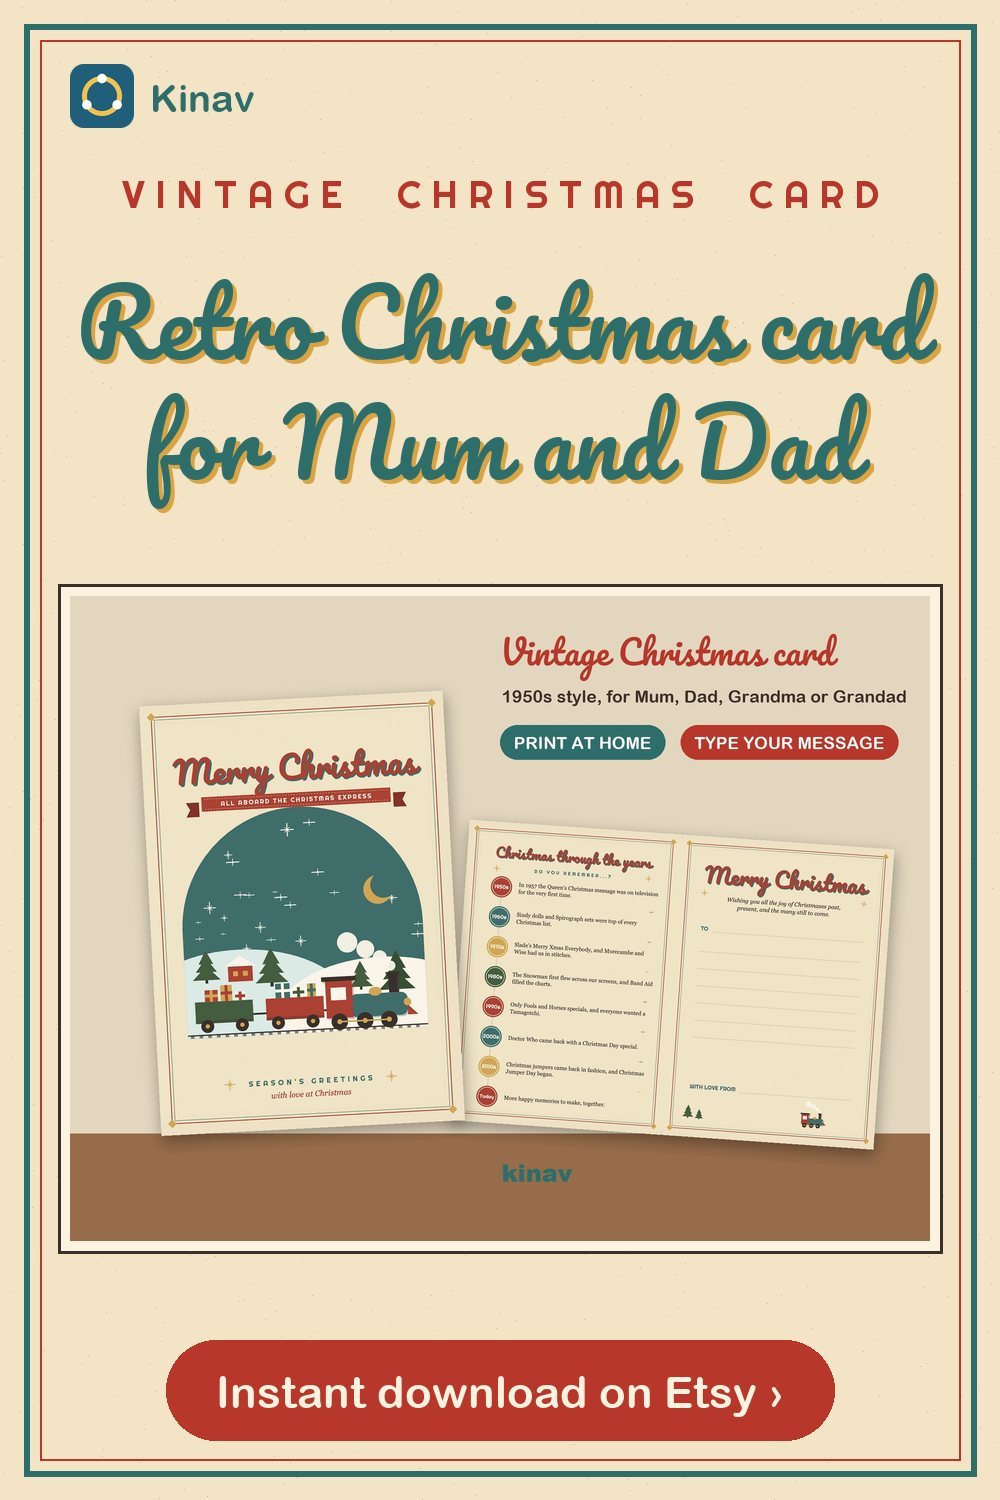 Kinav
VINTAGE CHRISTMAS CARD
Retro Christmas card
for Mum and Dad
Vintage Christmas card
1950s style, for Mum, Dad, Grandma or Grandad
PRINT AT HOME
TYPE YOUR MESSAGE
Merry Christmas
ALL ABOARD THE CHRISTMAS EXPRESS
SEASON'S GREETINGS
with love at Christmas
Christmas through the years
DO YOU REMEMBER...?
1950s
In 1957 the Queen's Christmas message was on television
for the very first time.
1960s
Sindy dolls and Spirograph sets were top of every
Christmas list.
1970s
Slade's Merry Xmas Everybody, and Morecambe and
Wise had us in stitches.
1980s
The Snowman first flew across our screens, and Band Aid
filled the charts.
1990s
Only Fools and Horses specials, and everyone wanted a
Tamagotchi.
2000s
Doctor Who came back with a Christmas Day special.
2010s
Christmas jumpers came back in fashion, and Christmas
Jumper Day began.
Today
More happy memories to make, together.
Merry Christmas
Wishing you all the joy of Christmases past,
present, and the many still to come.
TO
WITH LOVE FROM
kinav
Instant download on Etsy ›